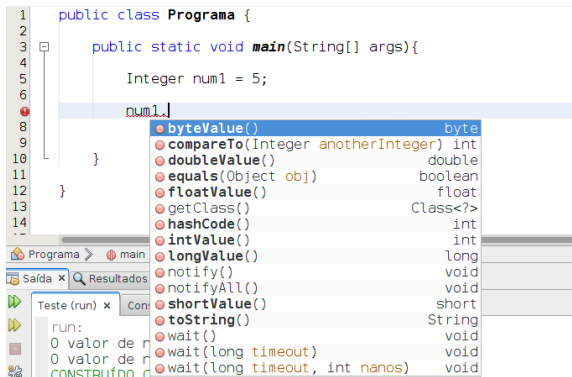 1 public class Programa {
2
3 public static void main(String[] args){
4
5 Integer num1 = 5;
6
num1.
8
9
10 }
11
12 }
13
14
byteValue() byte
compareTo(Integer anotherInteger) int
doubleValue() double
equals(Object obj) boolean
floatValue() float
getClass() Class<?>
hashCode() int
intValue() int
longValue() long
notify() void
notifyAll() void
shortValue() short
toString() String
wait() void
wait(long timeout) void
wait(long timeout, int nanos) void
Programa main
Saída x Resultados
Teste (run) x
run:
O valor de
O valor de
CONSTRUÍDO